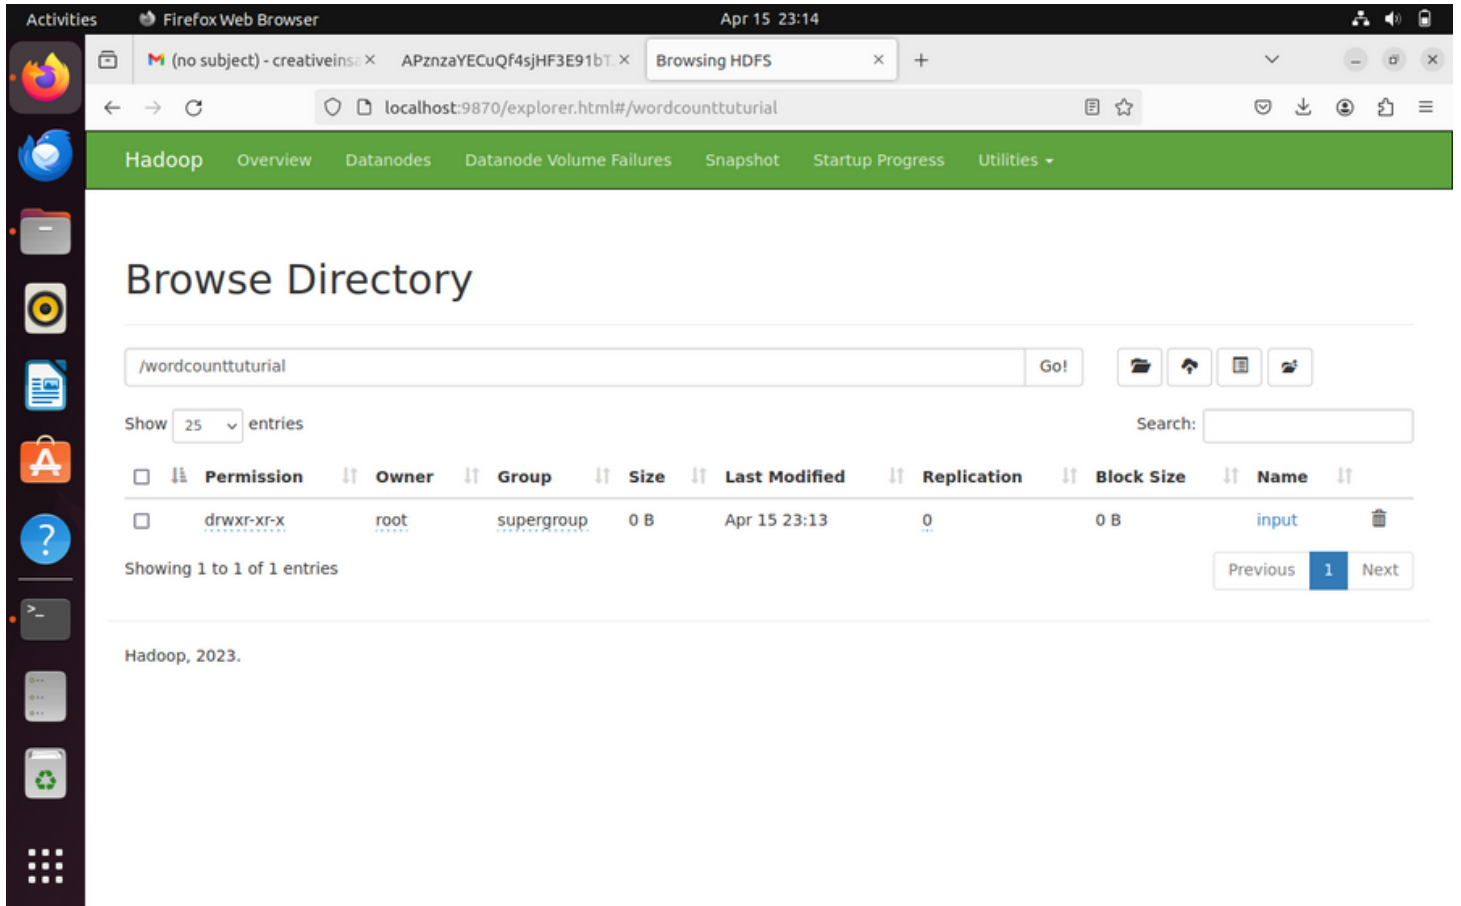 Activities Firefox Web Browser Apr 15 23:14
(no subject) - creativeinsa APznzaYECuQf4sjHF3E91bT. Browsing HDFS
localhost:9870/explorer.html#/wordcounttuturial
Hadoop Overview Datanodes Datanode Volume Failures Snapshot Startup Progress Utilities
Browse Directory
/wordcounttuturial Go!
Show 25 entries Search:
Permission Owner Group Size Last Modified Replication Block Size Name
drwxr-xr-x root supergroup 0 B Apr 15 23:13 0 0 B input
Showing 1 to 1 of 1 entries Previous 1 Next
Hadoop, 2023.